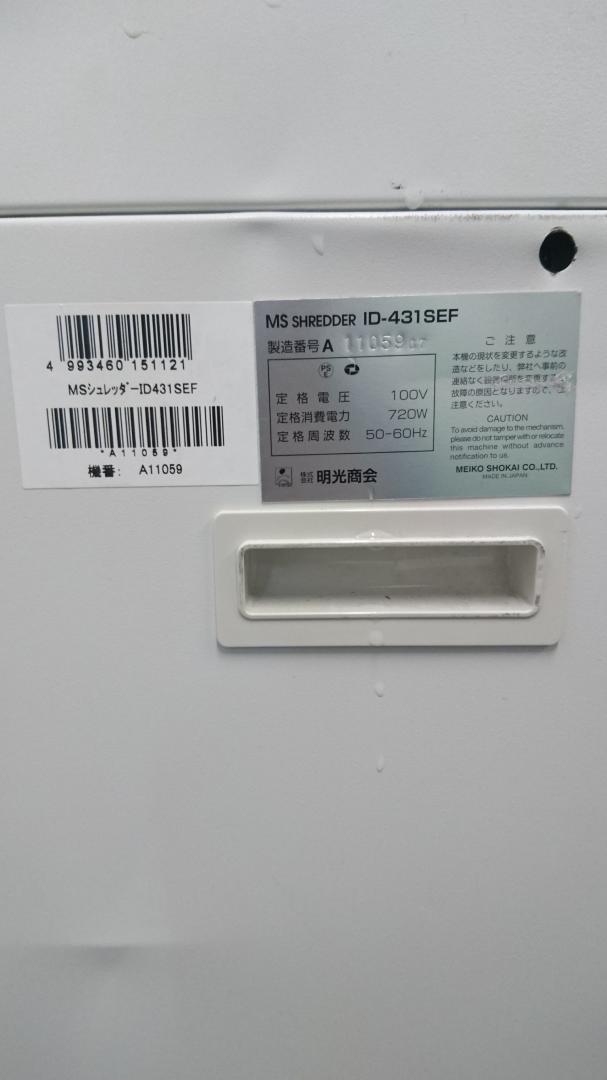 4 993460 151121
MSシュレッダーID431SEF
*A11059*
機番: A11059
MS SHREDDER ID-431SEF
製造番号 A 11059
PS
E
定格電圧 100V
定格消費電力 720W
定格周波数 50-60Hz
株式会社 明光商会
ご注意
本機の現状を変更するような改
造などをしたり、弊社へ事前の
連絡なく設置場所を変更すると
故障の原因となりますので、ご
注意ください。
CAUTION
To avoid damage to the mechanism,
please do not tamper with or relocate
this machine without advance
notification to us.
MEIKO SHOKAI CO.,LTD.
MADE IN JAPAN